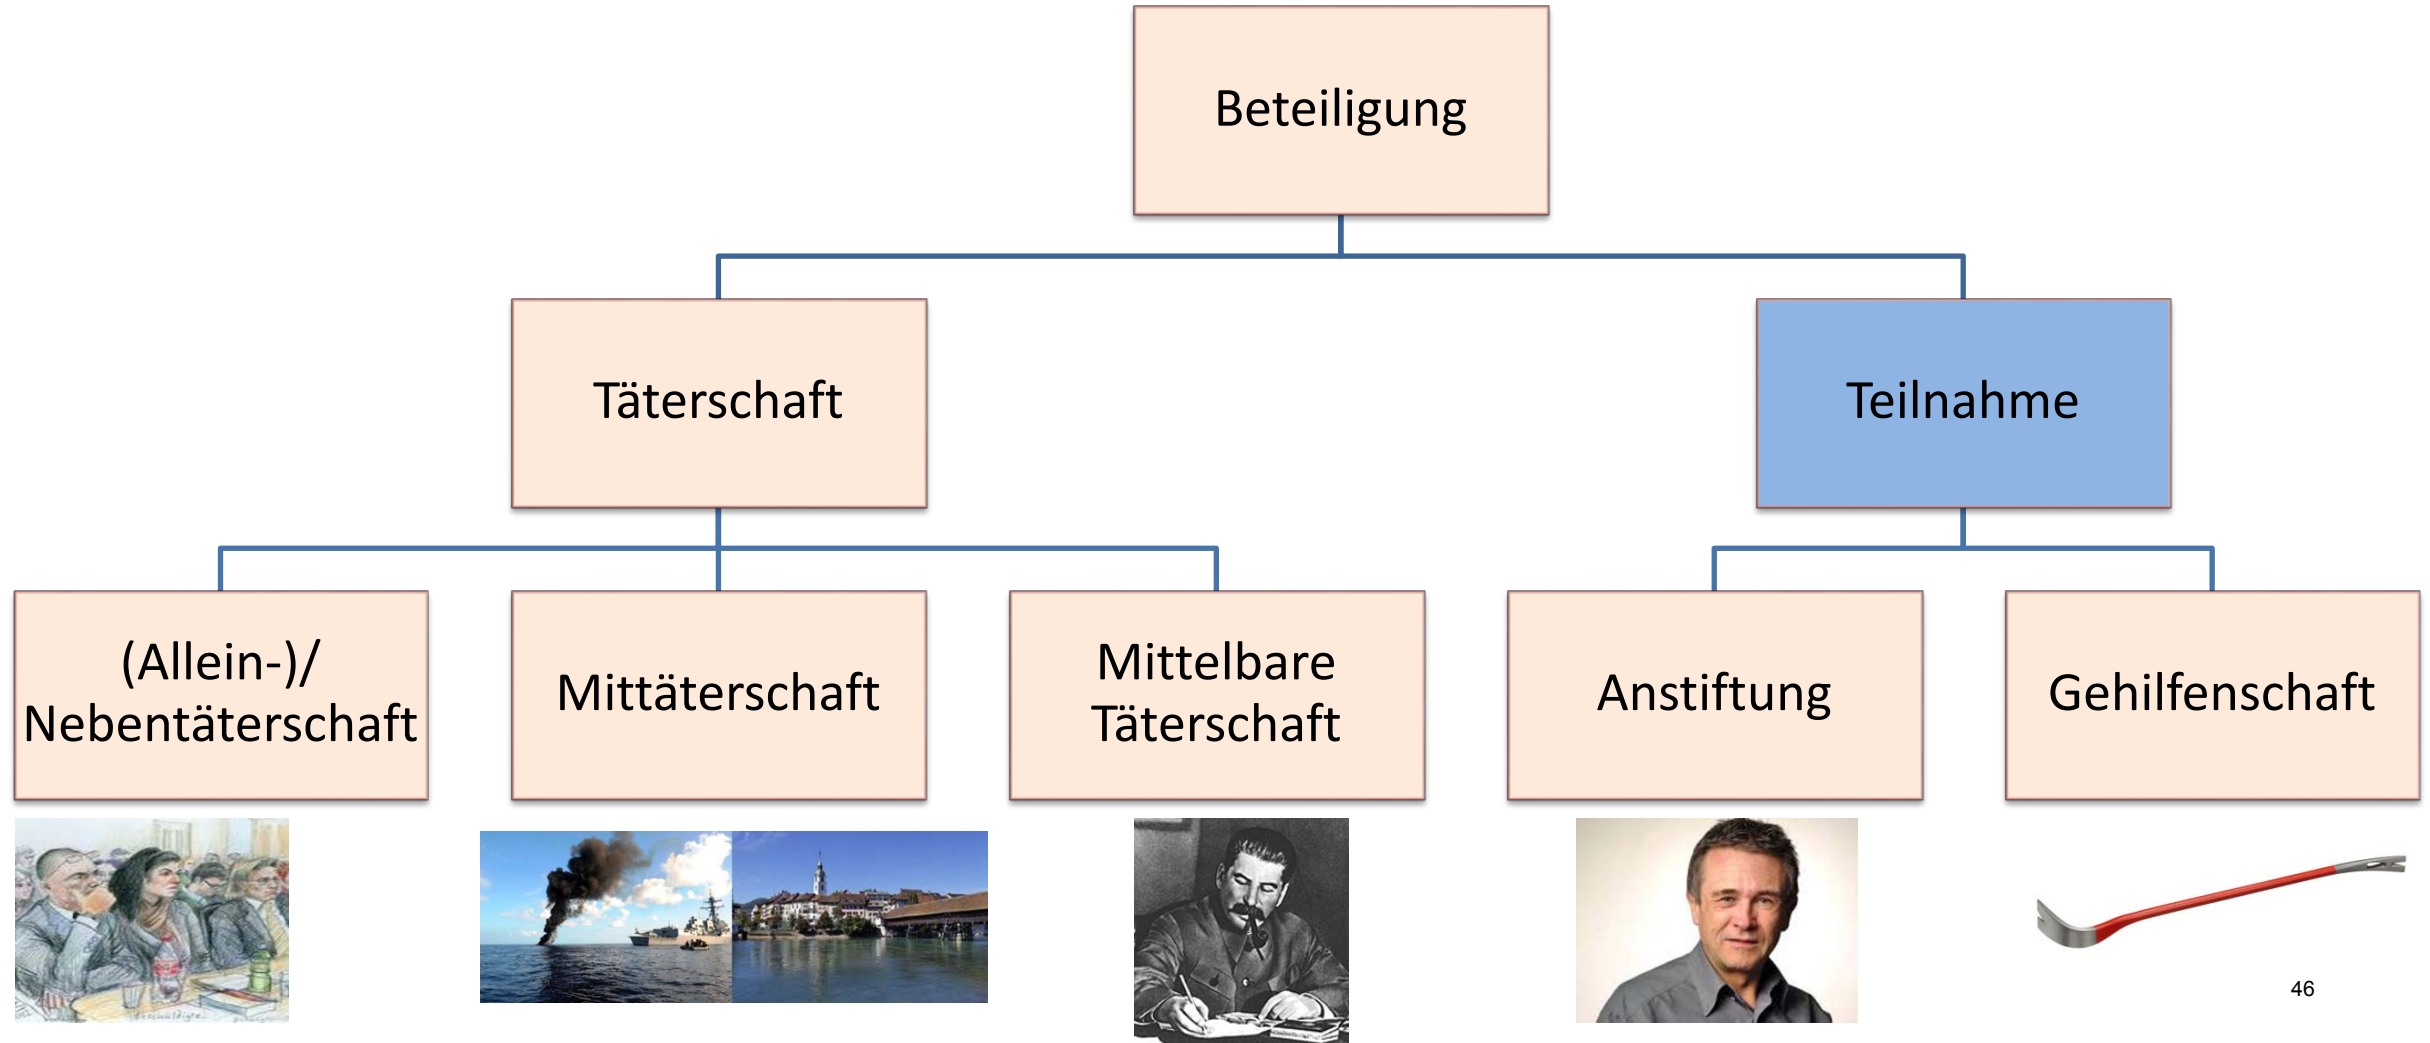 Beteiligung
Täterschaft
Teilnahme
(Allein-)/
Nebentäterschaft
Mittäterschaft
Mittelbare
Täterschaft
Anstiftung
Gehilfenschaft
46